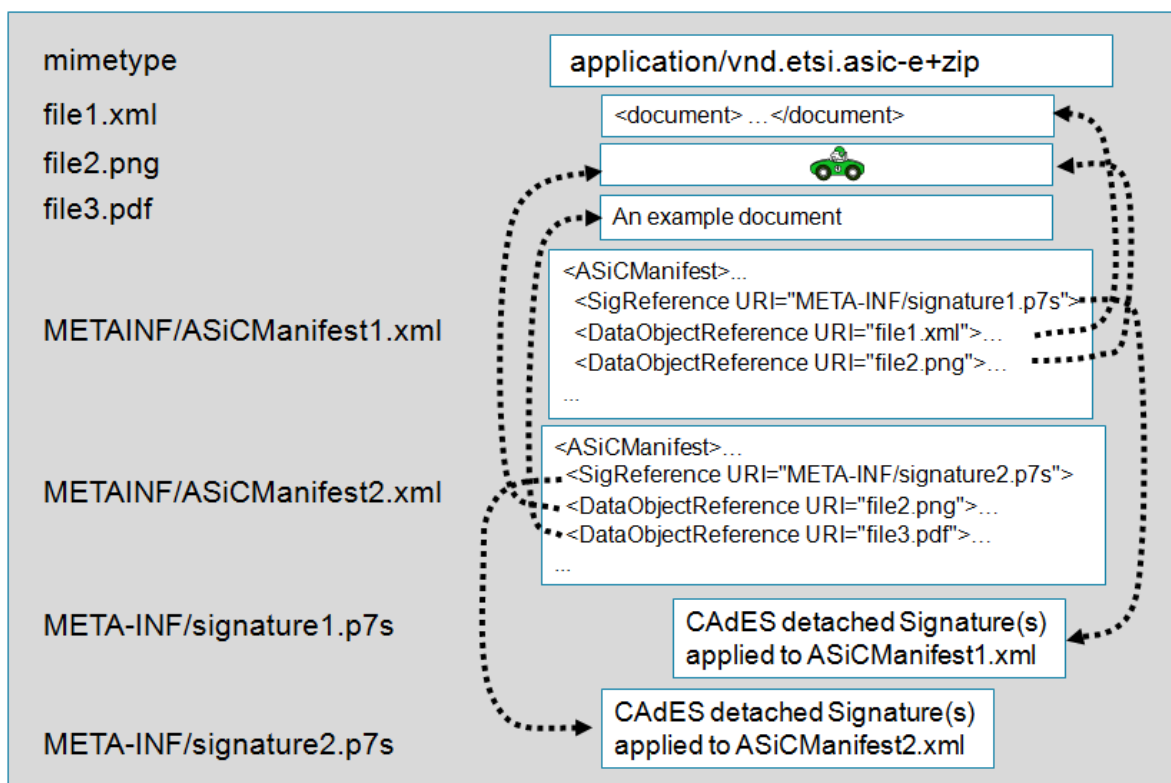 mimetype
application/vnd.etsi.asic-e+zip
file1.xml
<document> …</document>
file2.png
file3.pdf
An example document
METAINF/ASiCManifest1.xml
<ASiCManifest>...
<SigReference URI="META-INF/signature1.p7s">
<DataObjectReference URI="file1.xml">…
<DataObjectReference URI="file2.png">…
...
METAINF/ASiCManifest2.xml
<ASiCManifest>…
<SigReference URI="META-INF/signature2.p7s">
<DataObjectReference URI="file2.png">…
<DataObjectReference URI="file3.pdf">…
...
META-INF/signature1.p7s
CAdES detached Signature(s)
applied to ASiCManifest1.xml
META-INF/signature2.p7s
CAdES detached Signature(s)
applied to ASiCManifest2.xml